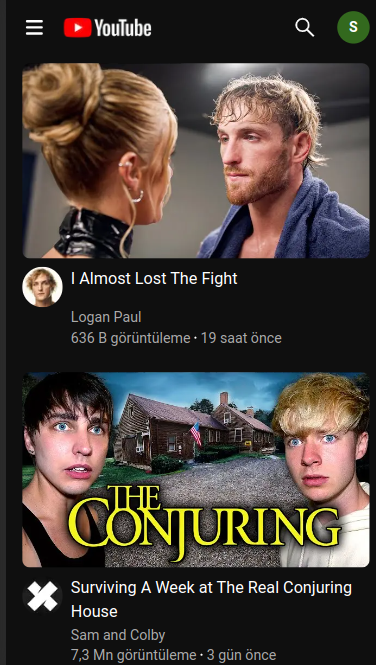 YouTube
S
I Almost Lost The Fight
Logan Paul
636 B görüntüleme · 19 saat önce
THE
CONJURING
Surviving A Week at The Real Conjuring
House
Sam and Colby
7,3 Mn görüntüleme · 3 gün önce